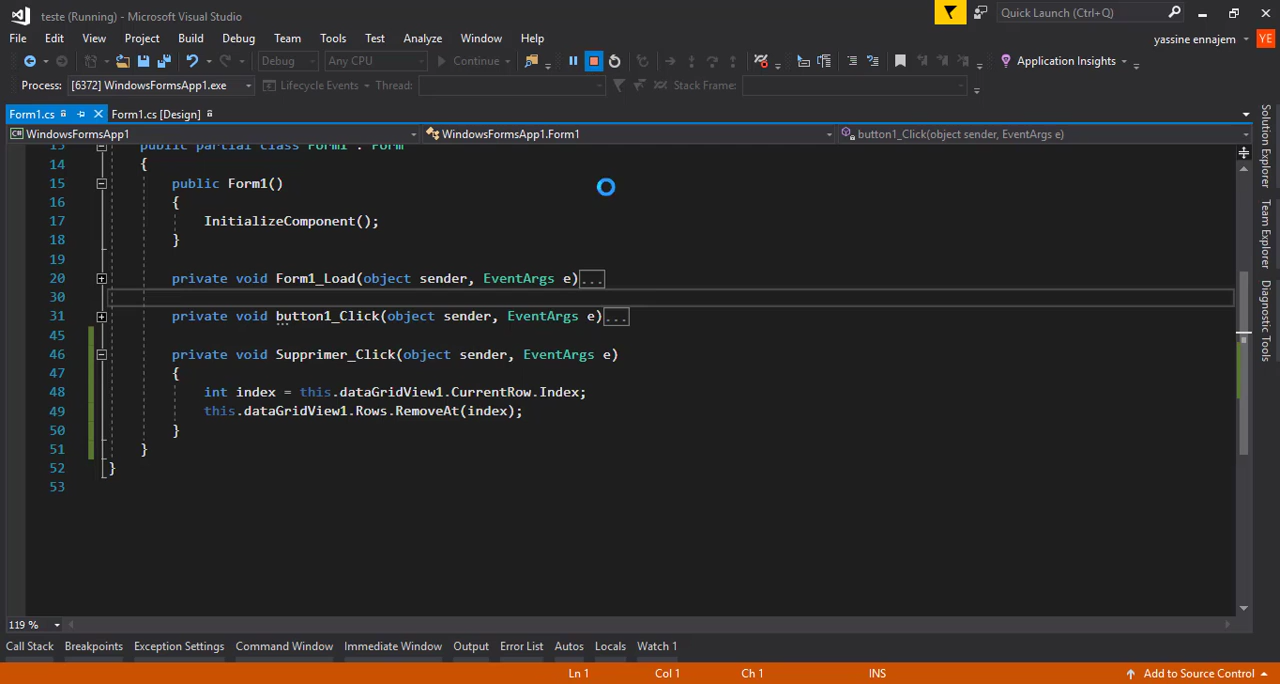 teste (Running) - Microsoft Visual Studio
Quick Launch (Ctrl+Q)
File Edit View Project Build Debug Team Tools Test Analyze Window Help
yassine ennajem YE
Debug Any CPU Continue Application Insights
Process: [6372] WindowsFormsApp1.exe Lifecycle Events Thread: Stack Frame:
Form1.cs Form1.cs [Design]
C# WindowsFormsApp1 WindowsFormsApp1.Form1 button1_Click(object sender, EventArgs e)
13 public partial class Form1 : Form
14 {
15 public Form1()
16 {
17 InitializeComponent();
18 }
19
20 private void Form1_Load(object sender, EventArgs e)...
30
31 private void button1_Click(object sender, EventArgs e)...
45
46 private void Supprimer_Click(object sender, EventArgs e)
47 {
48 int index = this.dataGridView1.CurrentRow.Index;
49 this.dataGridView1.Rows.RemoveAt(index);
50 }
51 }
52 }
53
Solution Explorer
Team Explorer
Diagnostic Tools
119 %
Call Stack Breakpoints Exception Settings Command Window Immediate Window Output Error List Autos Locals Watch 1
Ln 1 Col 1 Ch 1 INS Add to Source Control